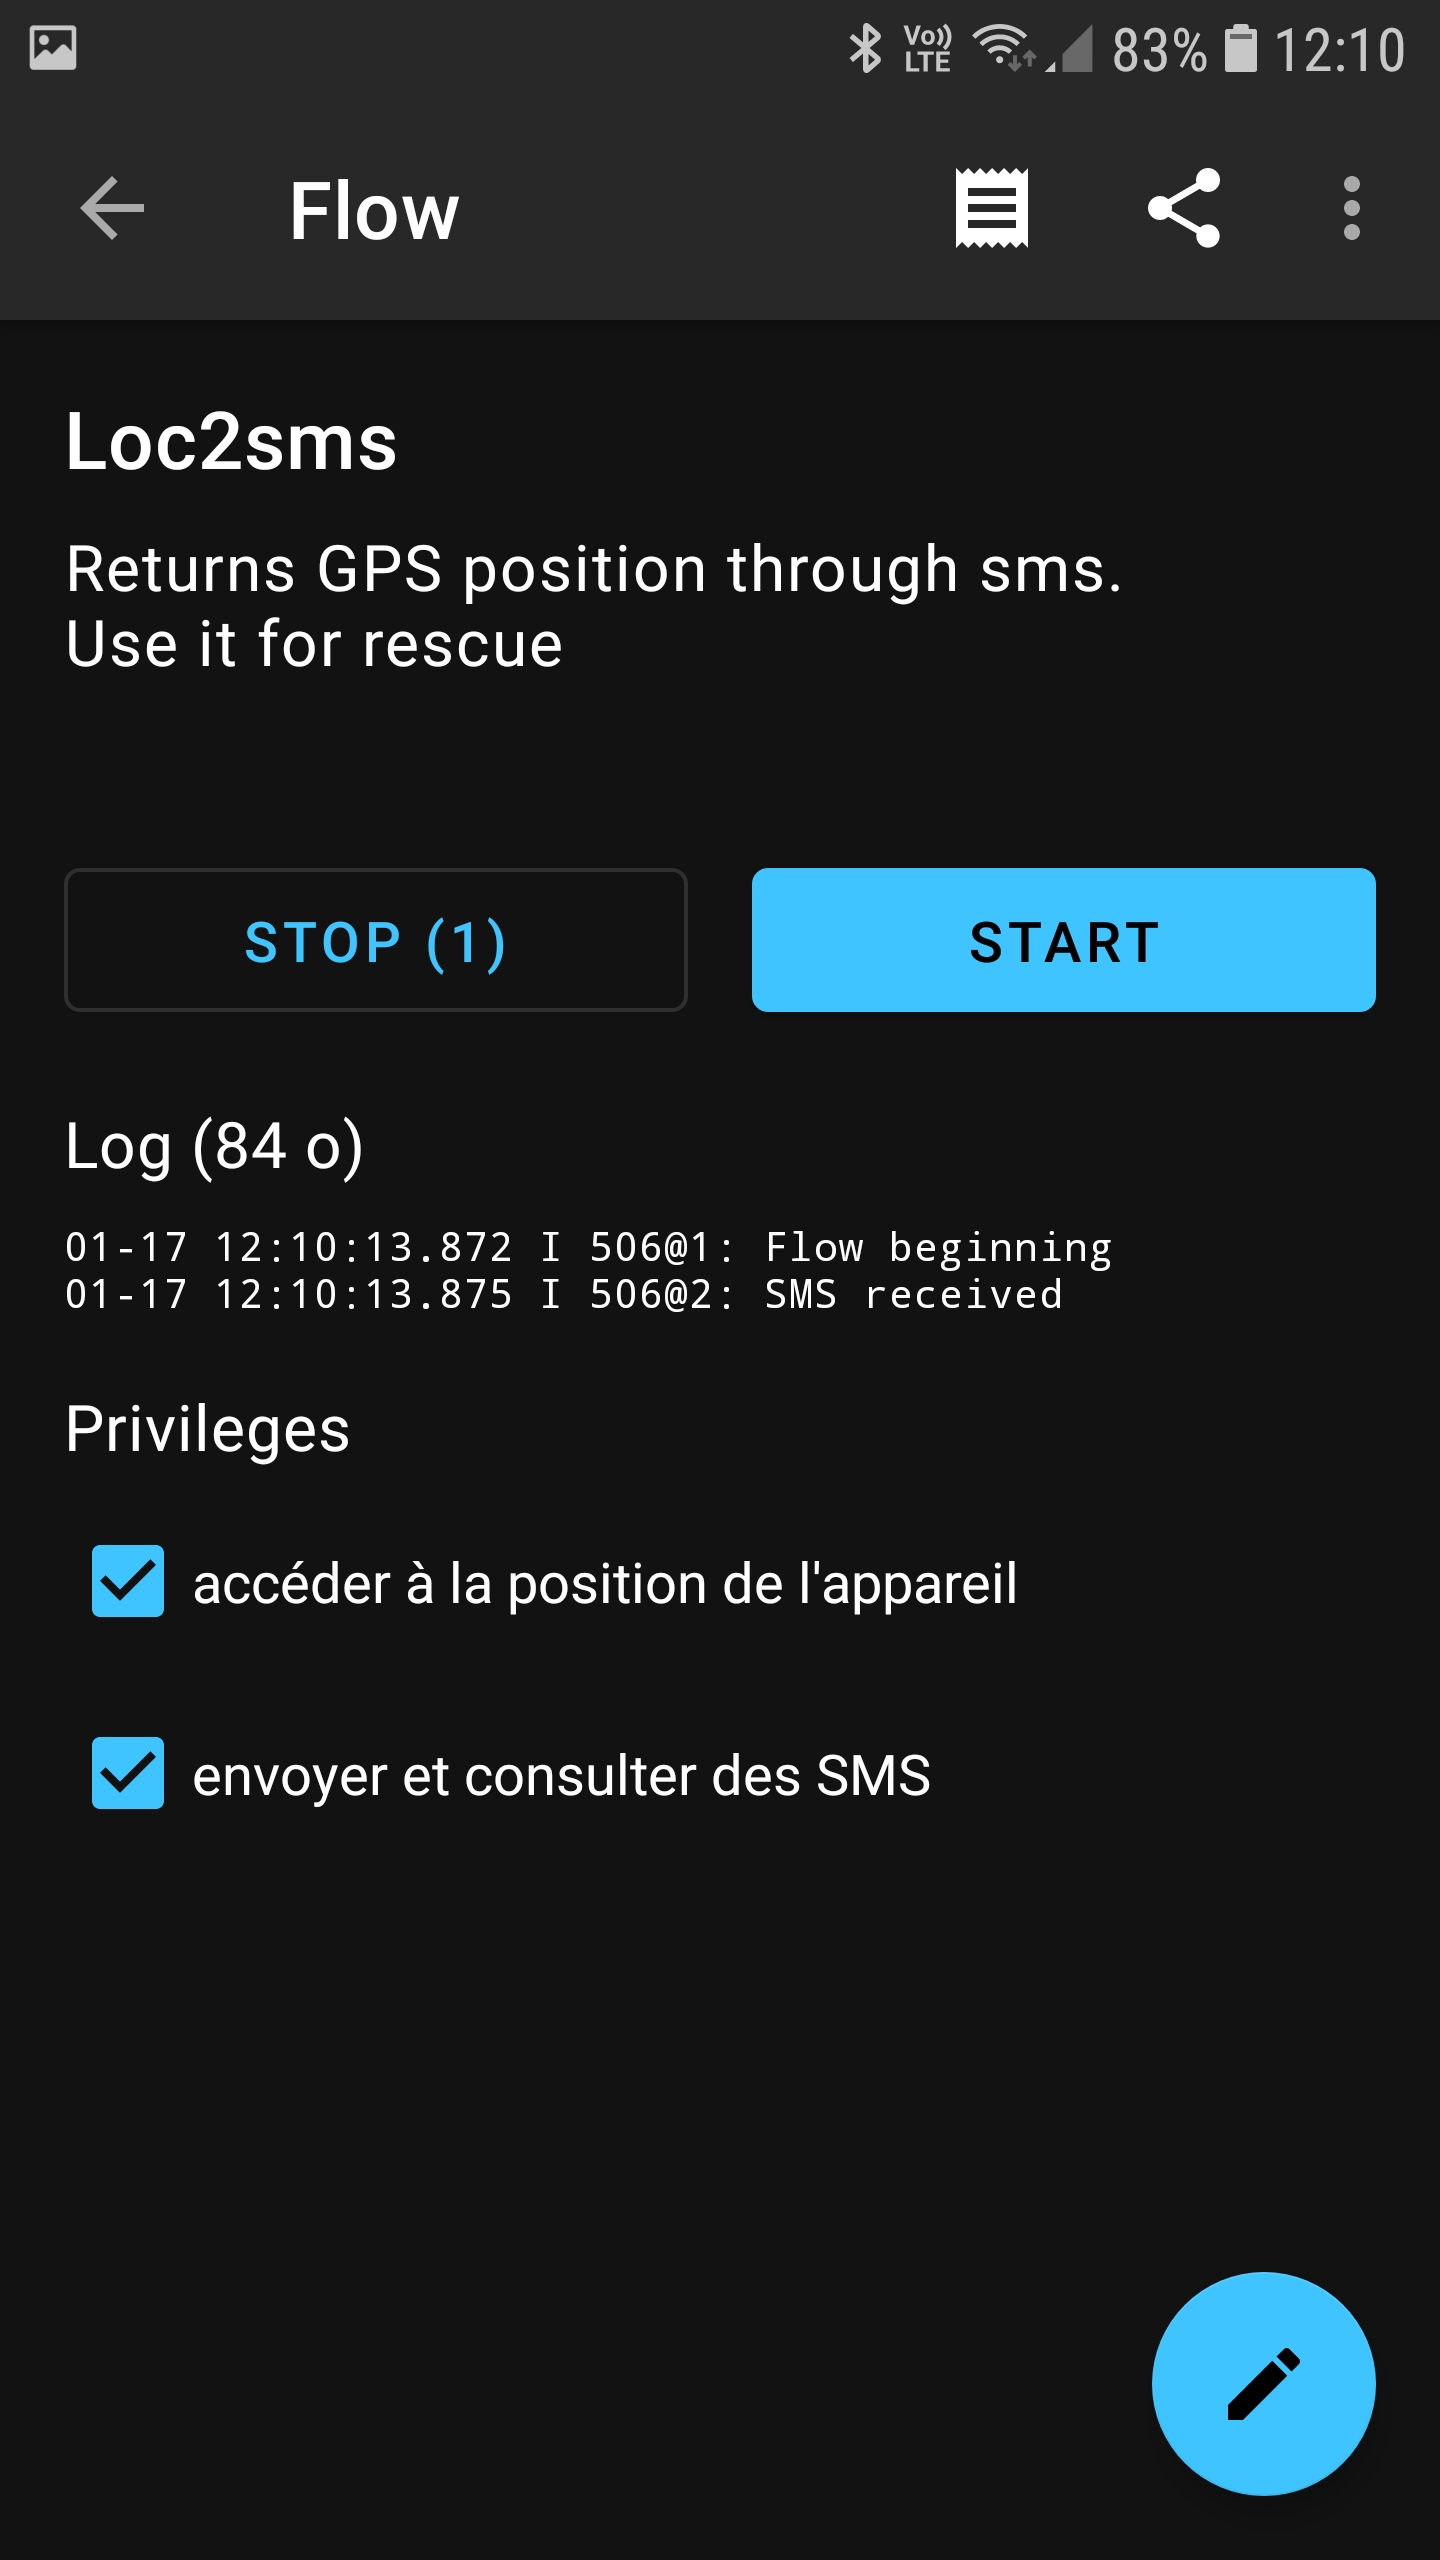 Vo)) LTE 83% 12:10
Flow
Loc2sms
Returns GPS position through sms.
Use it for rescue
STOP (1)
START
Log (84 o)
01-17 12:10:13.872 I 506@1: Flow beginning
01-17 12:10:13.875 I 506@2: SMS received
Privileges
accéder à la position de l'appareil
envoyer et consulter des SMS